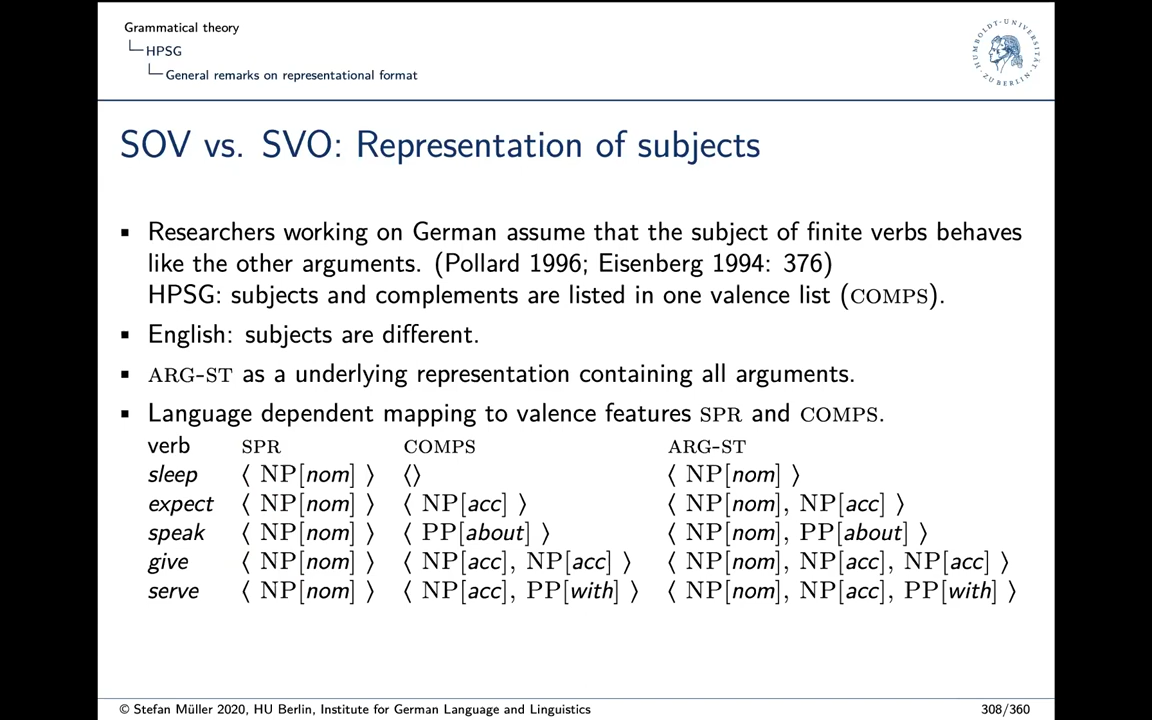 Grammatical theory
HPSG
General remarks on representational format
HUMBOLDT-UNIVERSITÄT ZU BERLIN
SOV vs. SVO: Representation of subjects
▪ Researchers working on German assume that the subject of finite verbs behaves
like the other arguments. (Pollard 1996; Eisenberg 1994: 376)
HPSG: subjects and complements are listed in one valence list (COMPS).
▪ English: subjects are different.
▪ ARG-ST as a underlying representation containing all arguments.
▪ Language dependent mapping to valence features SPR and COMPS.
verb SPR COMPS ARG-ST
sleep ⟨ NP[nom] ⟩ ⟨⟩ ⟨ NP[nom] ⟩
expect ⟨ NP[nom] ⟩ ⟨ NP[acc] ⟩ ⟨ NP[nom], NP[acc] ⟩
speak ⟨ NP[nom] ⟩ ⟨ PP[about] ⟩ ⟨ NP[nom], PP[about] ⟩
give ⟨ NP[nom] ⟩ ⟨ NP[acc], NP[acc] ⟩ ⟨ NP[nom], NP[acc], NP[acc] ⟩
serve ⟨ NP[nom] ⟩ ⟨ NP[acc], PP[with] ⟩ ⟨ NP[nom], NP[acc], PP[with] ⟩
© Stefan Müller 2020, HU Berlin, Institute for German Language and Linguistics 308/360